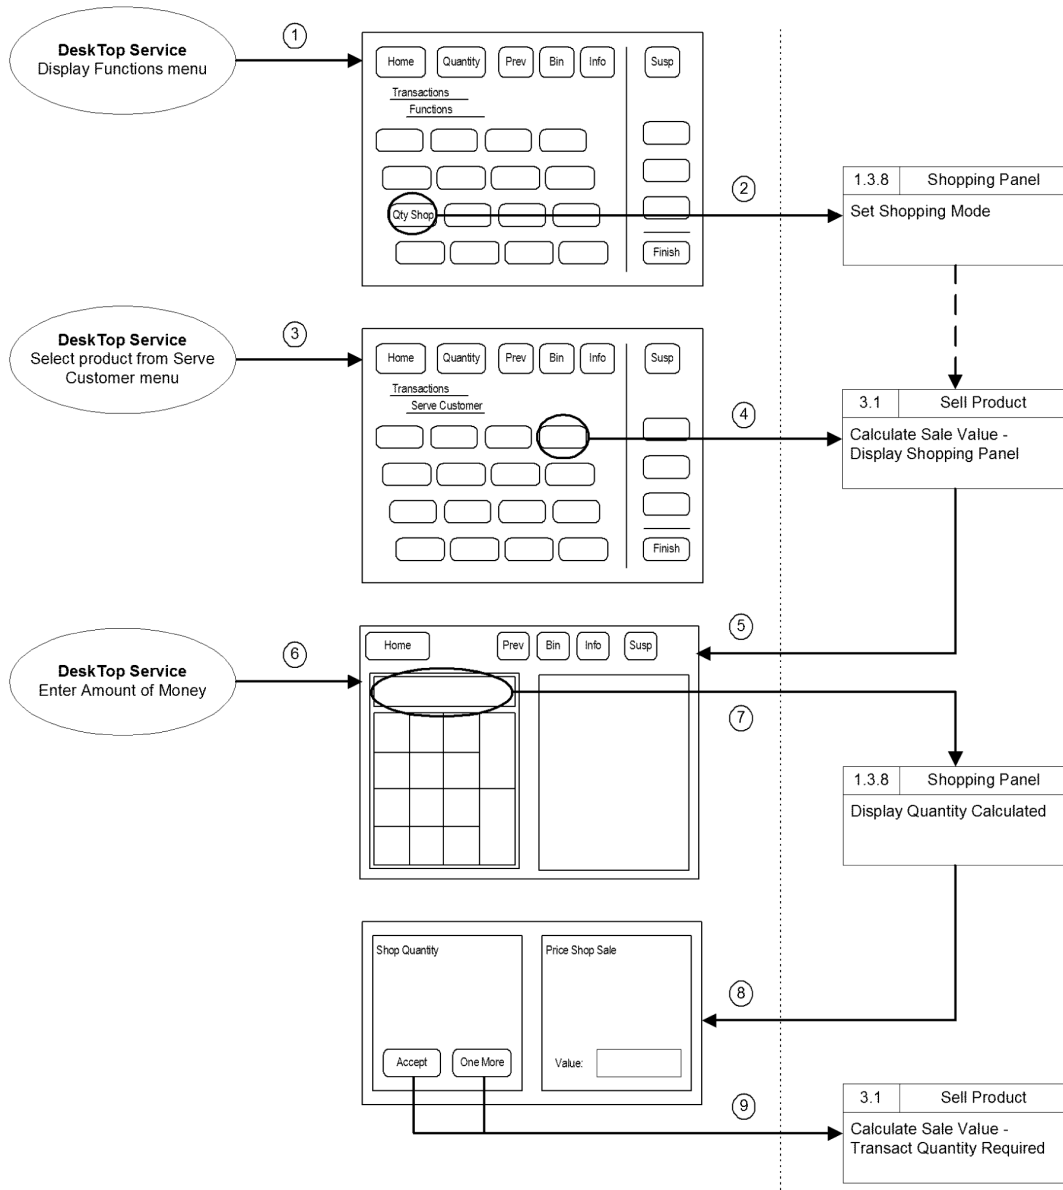 DeskTop Service
Display Functions menu
1
Home Quantity Prev Bin Info Susp
Transactions
Functions
Qty Shop
Finish
2
1.3.8 Shopping Panel
Set Shopping Mode
DeskTop Service
Select product from Serve
Customer menu
3
Home Quantity Prev Bin Info Susp
Transactions
Serve Customer
Finish
4
3.1 Sell Product
Calculate Sale Value -
Display Shopping Panel
5
DeskTop Service
Enter Amount of Money
6
Home Prev Bin Info Susp
7
1.3.8 Shopping Panel
Display Quantity Calculated
Shop Quantity
Accept One More
Price Shop Sale
Value:
8
9
3.1 Sell Product
Calculate Sale Value -
Transact Quantity Required